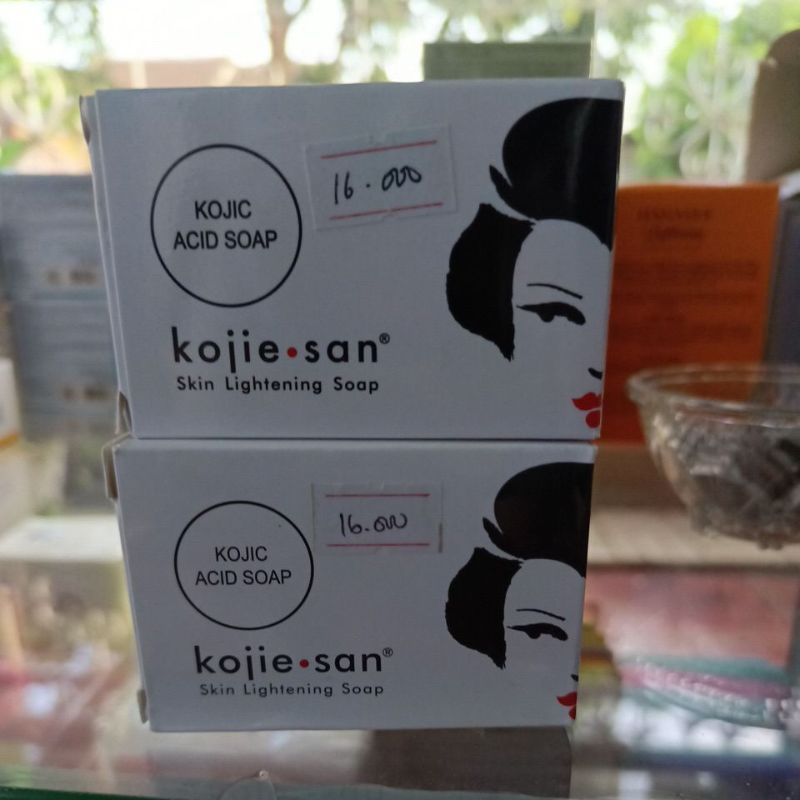 KOJIC
ACID SOAP
16.000
kojie.san®
Skin Lightening Soap
KOJIC
ACID SOAP
16.000
kojie.san®
Skin Lightening Soap